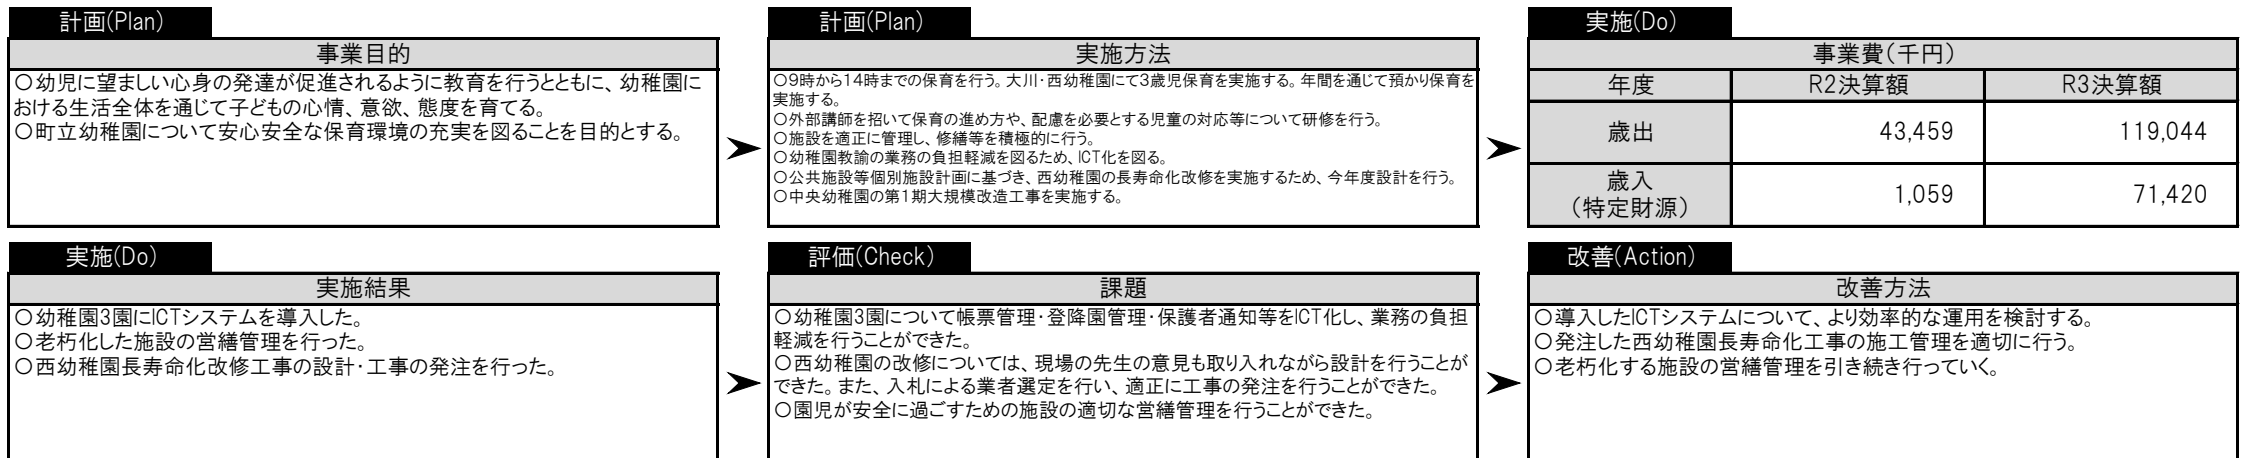 計画(Plan)
事業目的
○幼児に望ましい心身の発達が促進されるように教育を行うとともに、幼稚園に
おける生活全体を通じて子どもの心情、意欲、態度を育てる。
○町立幼稚園について安心安全な保育環境の充実を図ることを目的とする。
計画(Plan)
実施方法
○9時から14時までの保育を行う。大川・西幼稚園にて3歳児保育を実施する。年間を通じて預かり保育を
実施する。
○外部講師を招いて保育の進め方や、配慮を必要とする児童の対応等について研修を行う。
○施設を適正に管理し、修繕等を積極的に行う。
○幼稚園教諭の業務の負担軽減を図るため、ICT化を図る。
○公共施設等個別施設計画に基づき、西幼稚園の長寿命化改修を実施するため、今年度設計を行う。
○中央幼稚園の第1期大規模改造工事を実施する。
実施(Do)
事業費(千円)
年度 R2決算額 R3決算額
歳出 43,459 119,044
歳入
(特定財源) 1,059 71,420
実施(Do)
実施結果
○幼稚園3園にICTシステムを導入した。
○老朽化した施設の営繕管理を行った。
○西幼稚園長寿命化改修工事の設計・工事の発注を行った。
評価(Check)
課題
○幼稚園3園について帳票管理・登降園管理・保護者通知等をICT化し、業務の負担
軽減を行うことができた。
○西幼稚園の改修については、現場の先生の意見も取り入れながら設計を行うことが
できた。また、入札による業者選定を行い、適正に工事の発注を行うことができた。
○園児が安全に過ごすための施設の適切な営繕管理を行うことができた。
改善(Action)
改善方法
○導入したICTシステムについて、より効率的な運用を検討する。
○発注した西幼稚園長寿命化工事の施工管理を適切に行う。
○老朽化する施設の営繕管理を引き続き行っていく。